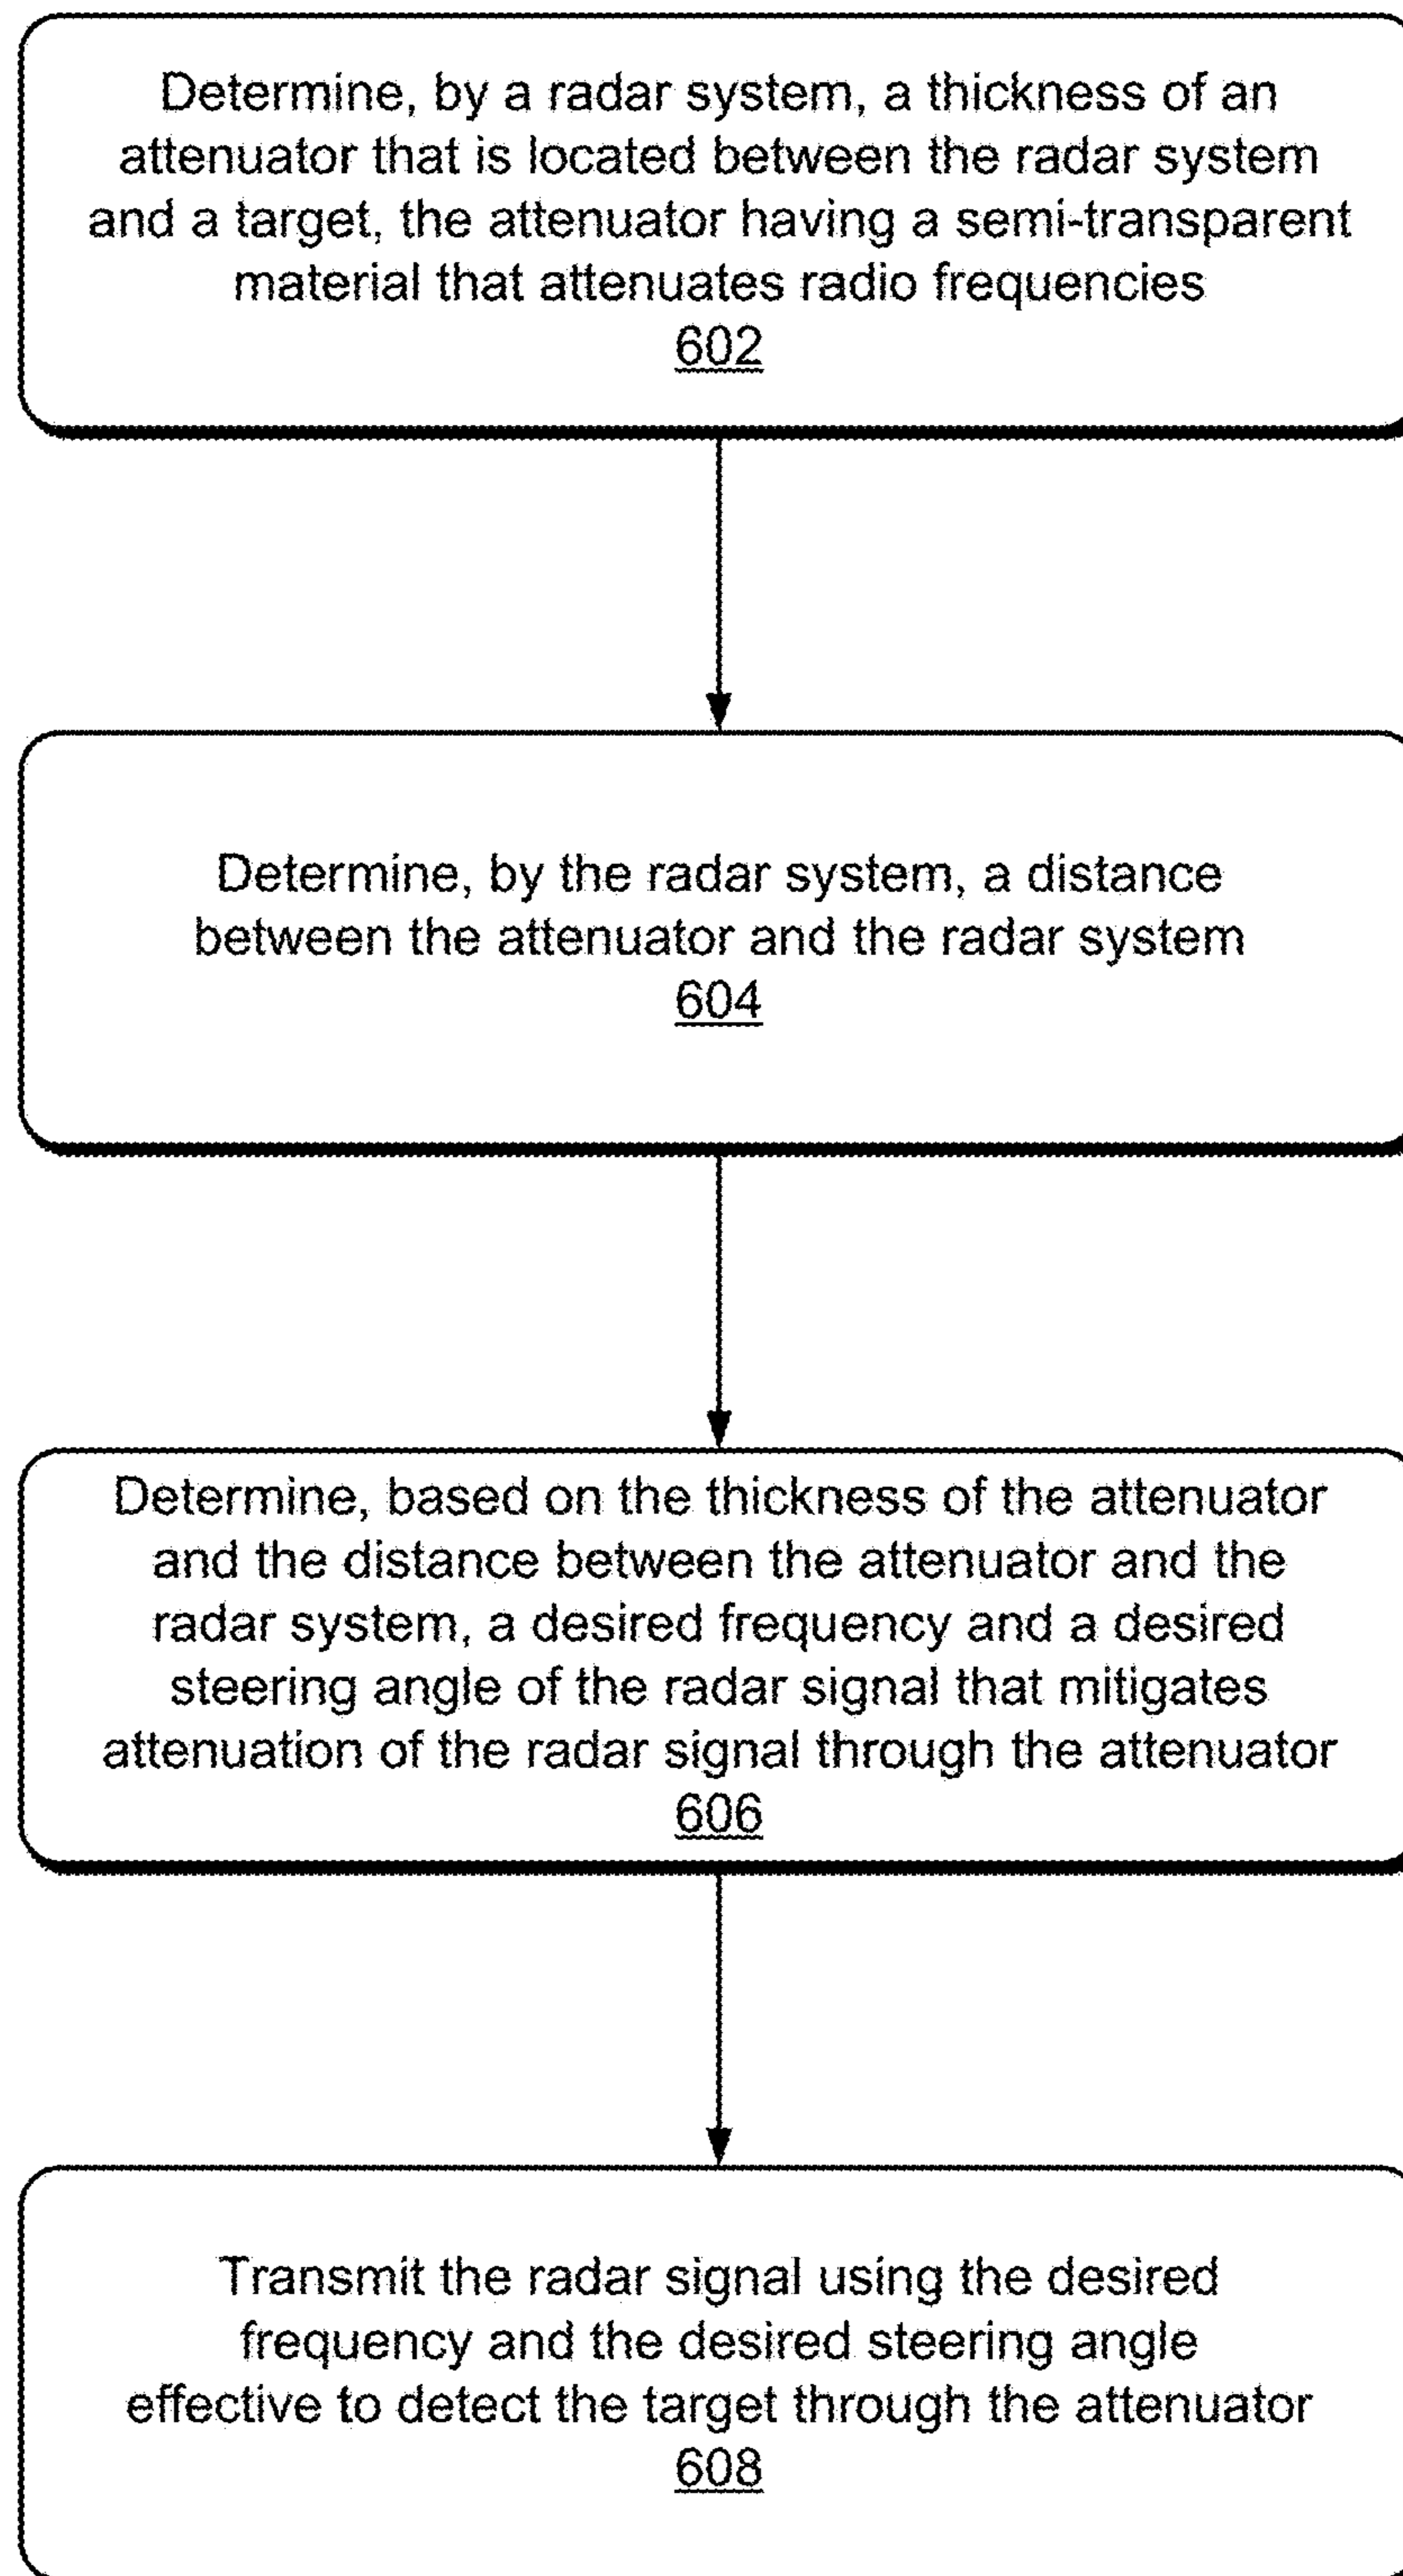 Determine, by a radar system, a thickness of an
attenuator that is located between the radar system
and a target, the attenuator having a semi-transparent
material that attenuates radio frequencies
602
Determine, by the radar system, a distance
between the attenuator and the radar system
604
Determine, based on the thickness of the attenuator
and the distance between the attenuator and the
radar system, a desired frequency and a desired
steering angle of the radar signal that mitigates
attenuation of the radar signal through the attenuator
606
Transmit the radar signal using the desired
frequency and the desired steering angle
effective to detect the target through the attenuator
608